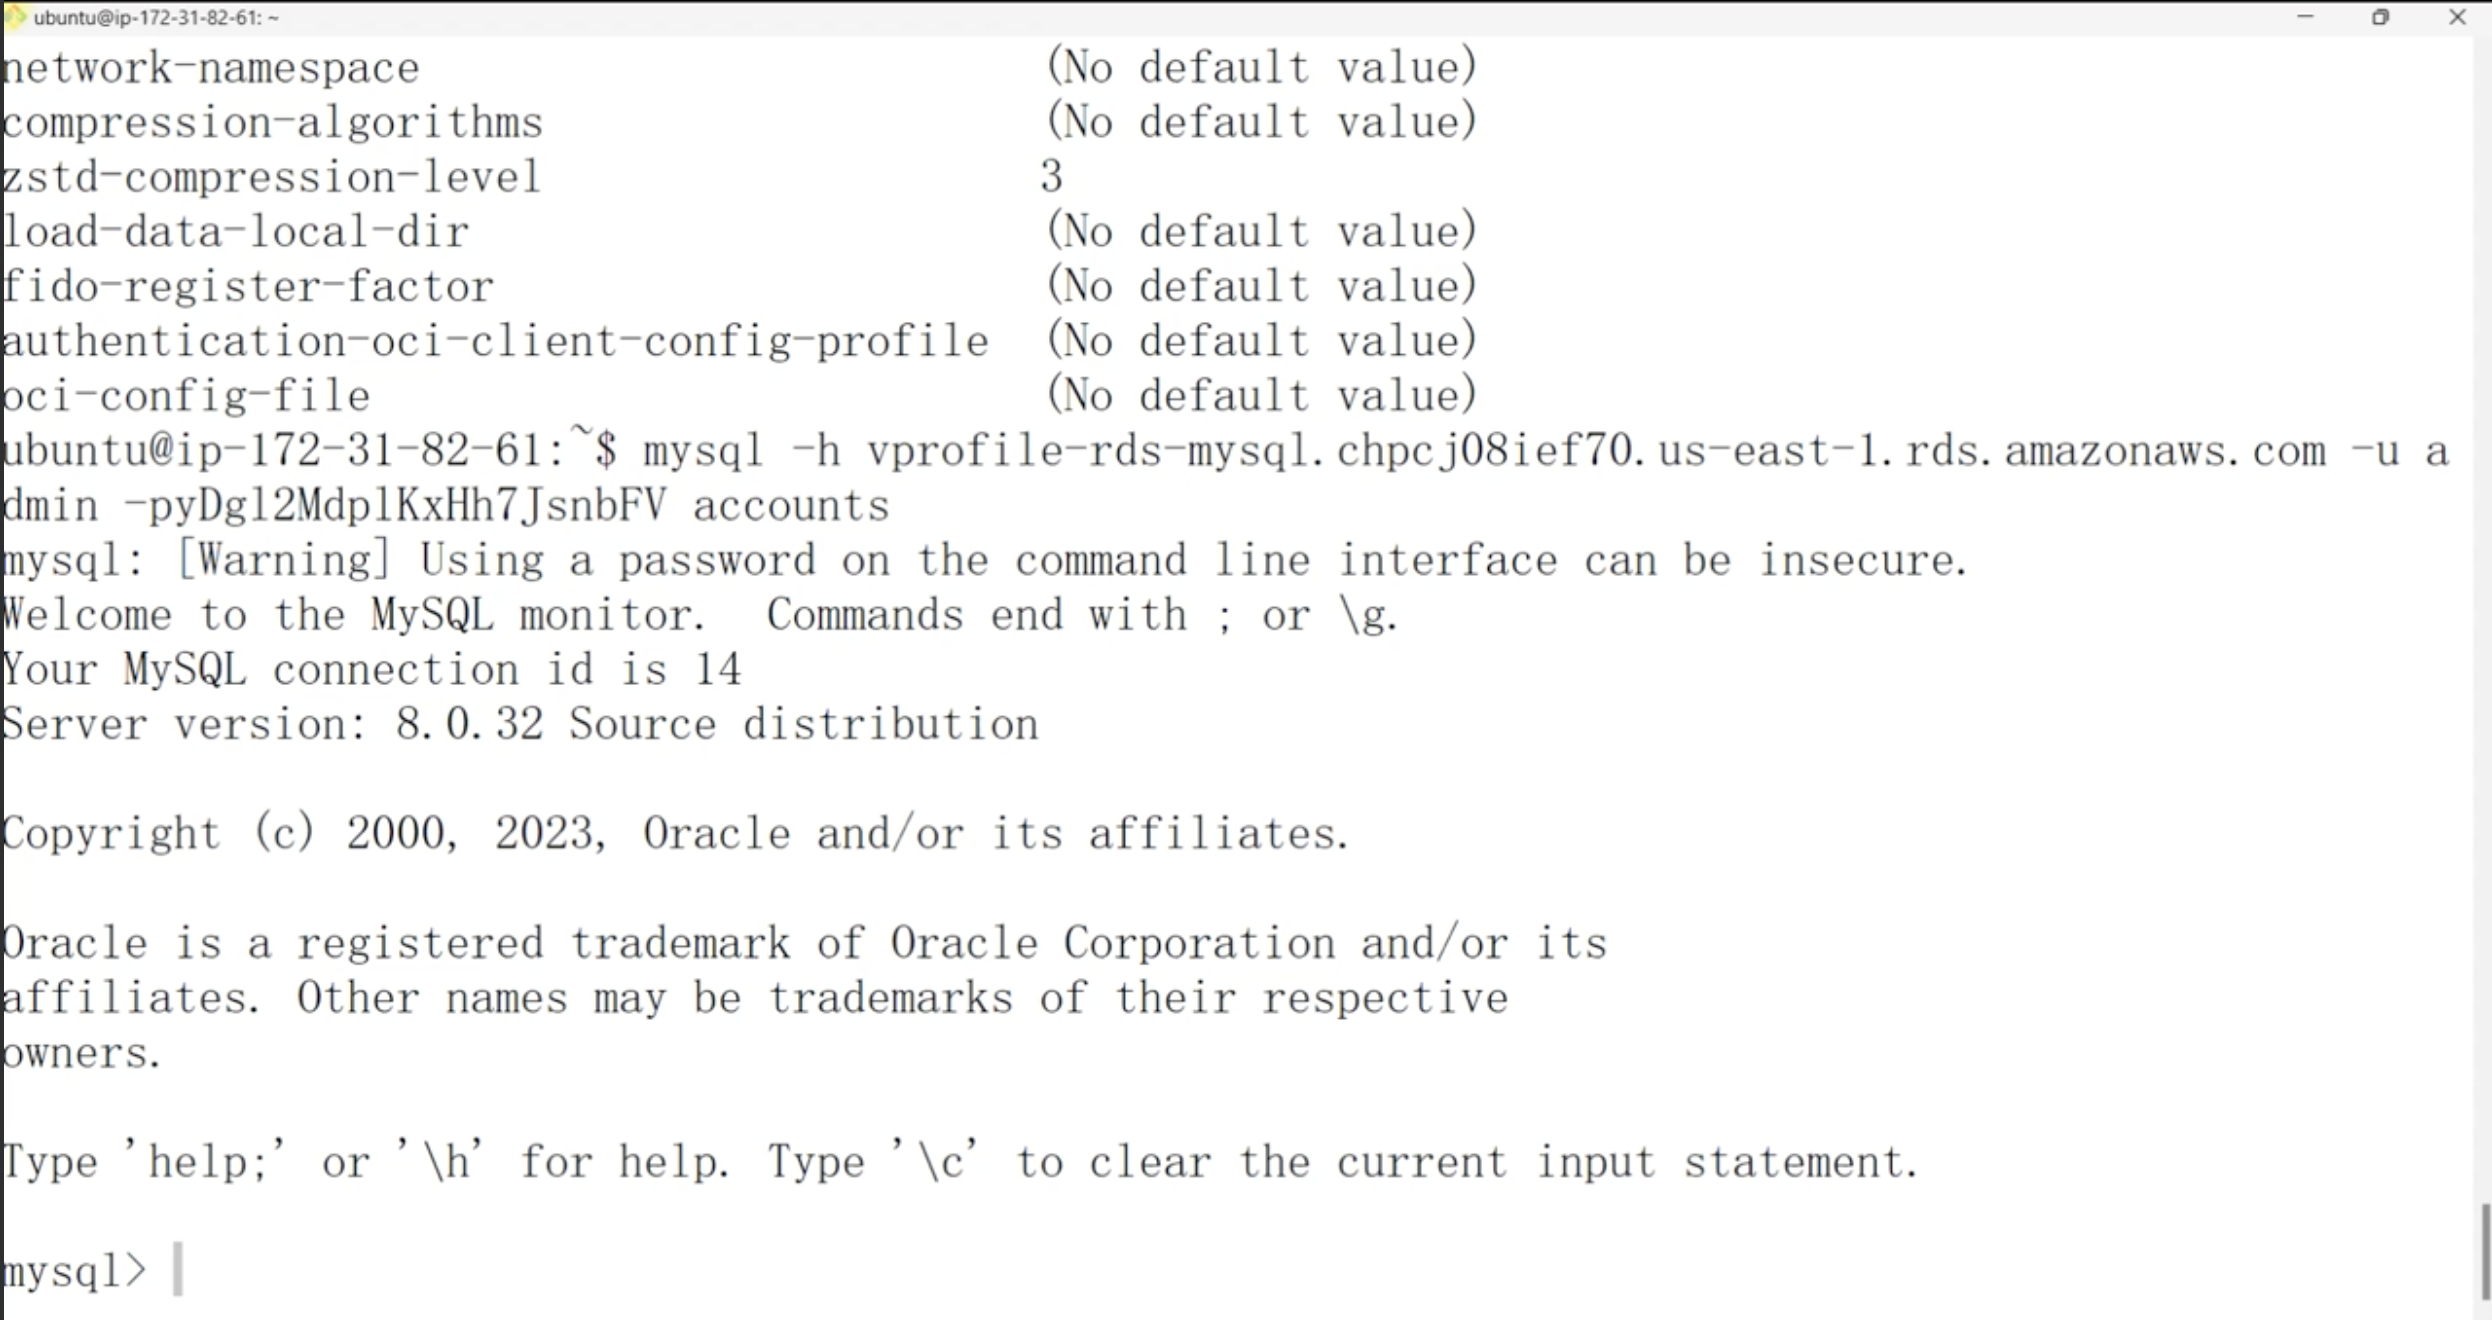 ubuntu@ip-172-31-82-61: ~
network-namespace (No default value)
compression-algorithms (No default value)
zstd-compression-level 3
load-data-local-dir (No default value)
fido-register-factor (No default value)
authentication-oci-client-config-profile (No default value)
oci-config-file (No default value)
ubuntu@ip-172-31-82-61:~$ mysql -h vprofile-rds-mysql.chpcj08ief70.us-east-1.rds.amazonaws.com -u a
dmin -pyDgl2MdplKxHh7JsnbFV accounts
mysql: [Warning] Using a password on the command line interface can be insecure.
Welcome to the MySQL monitor.  Commands end with ; or \g.
Your MySQL connection id is 14
Server version: 8.0.32 Source distribution
Copyright (c) 2000, 2023, Oracle and/or its affiliates.
Oracle is a registered trademark of Oracle Corporation and/or its
affiliates. Other names may be trademarks of their respective
owners.
Type 'help;' or '\h' for help. Type '\c' to clear the current input statement.
mysql>